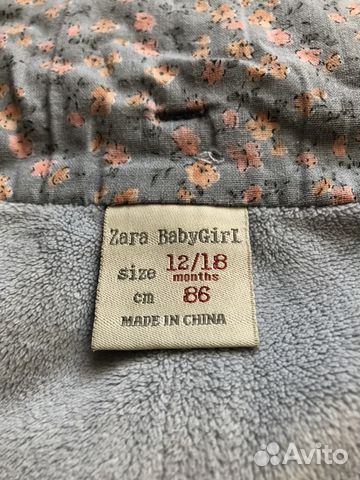 Zara BabyGirl
size 12/18
months
cm 86
MADE IN CHINA
Avito